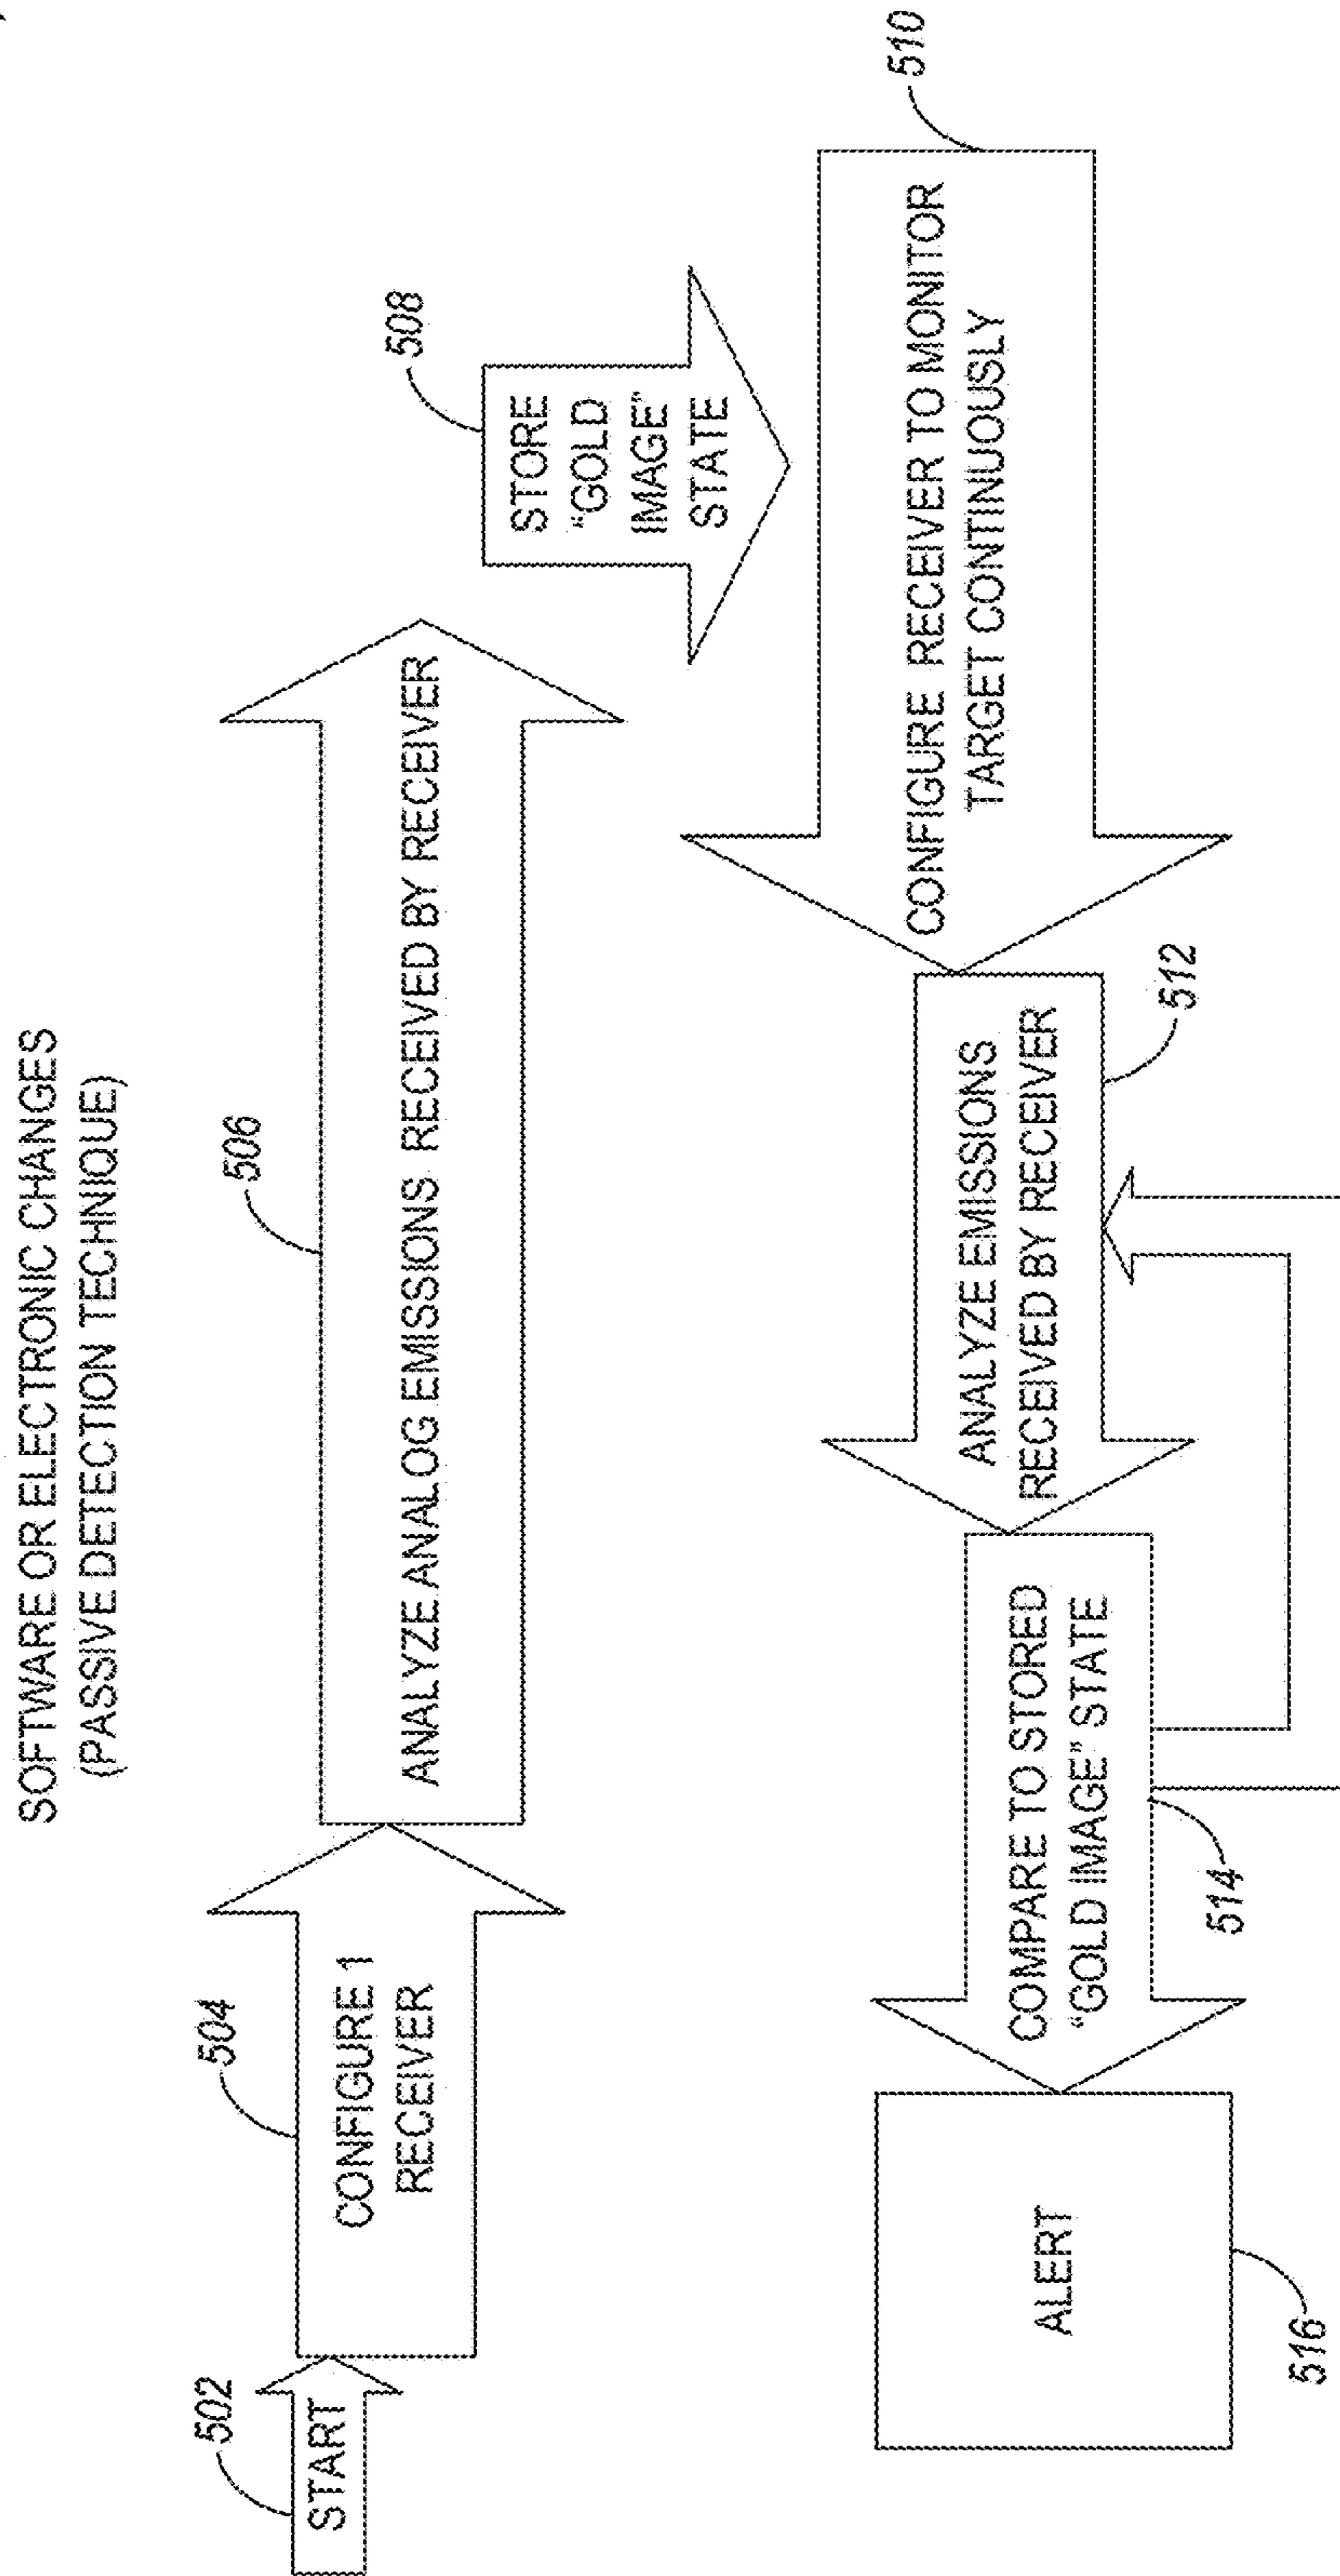 SOFTWARE OR ELECTRONIC CHANGES
(PASSIVE DETECTION TECHNIQUE)
502
START
504
CONFIGURE 1
RECEIVER
506
ANALYZE ANALOG EMISSIONS RECEIVED BY RECEIVER
508
STORE
"GOLD
IMAGE"
STATE
510
CONFIGURE RECEIVER TO MONITOR
TARGET CONTINUOUSLY
512
ANALYZE EMISSIONS
RECEIVED BY RECEIVER
514
COMPARE TO STORED
"GOLD IMAGE" STATE
516
ALERT